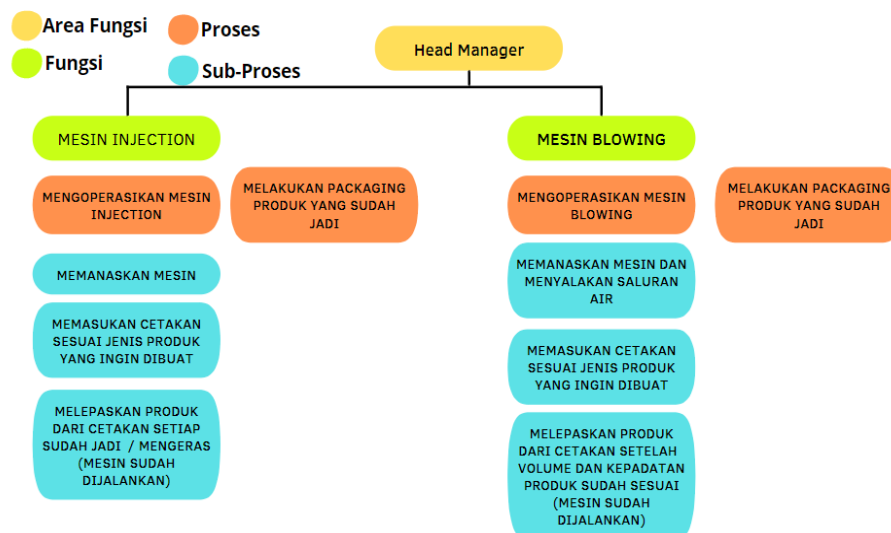 Area Fungsi
Proses
Fungsi
Sub-Proses
Head Manager
MESIN INJECTION
MENGOPERASIKAN MESIN
INJECTION
MELAKUKAN PACKAGING
PRODUK YANG SUDAH
JADI
MEMANASKAN MESIN
MEMASUKAN CETAKAN
SESUAI JENIS PRODUK
YANG INGIN DIBUAT
MELEPASKAN PRODUK
DARI CETAKAN SETIAP
SUDAH JADI / MENGERAS
(MESIN SUDAH
DIJALANKAN)
MESIN BLOWING
MENGOPERASIKAN MESIN
BLOWING
MELAKUKAN PACKAGING
PRODUK YANG SUDAH
JADI
MEMANASKAN MESIN DAN
MENYALAKAN SALURAN
AIR
MEMASUKAN CETAKAN
SESUAI JENIS PRODUK
YANG INGIN DIBUAT
MELEPASKAN PRODUK
DARI CETAKAN SETELAH
VOLUME DAN KEPADATAN
PRODUK SUDAH SESUAI
(MESIN SUDAH
DIJALANKAN)